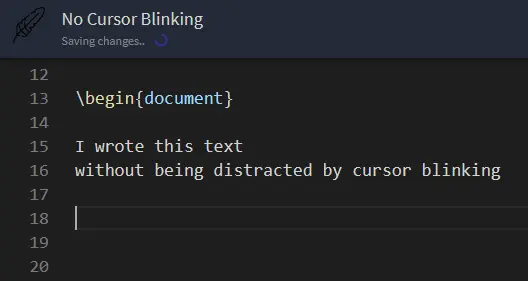 No Cursor Blinking
Saving changes..
12
13 \begin{document}
14
15 I wrote this text
16 without being distracted by cursor blinking
17
18
19
20